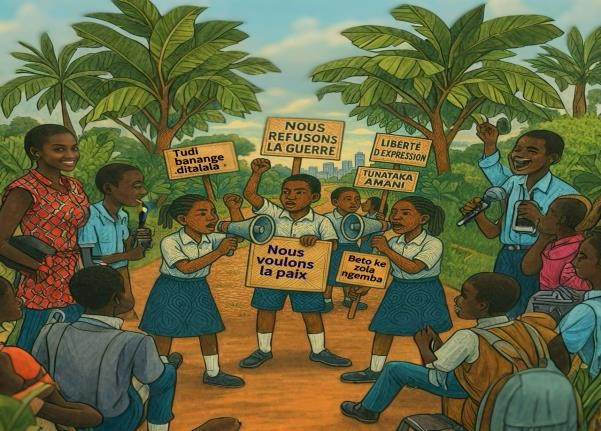 Tudi
banange
.ditalala .
NOUS
REFUSONS
LA GUERRE
LIBERTÉ
D'EXPRESSION
TUNATAKA
AMANI
Nous
voulons
la paix
Beto ke
zola
ngemba